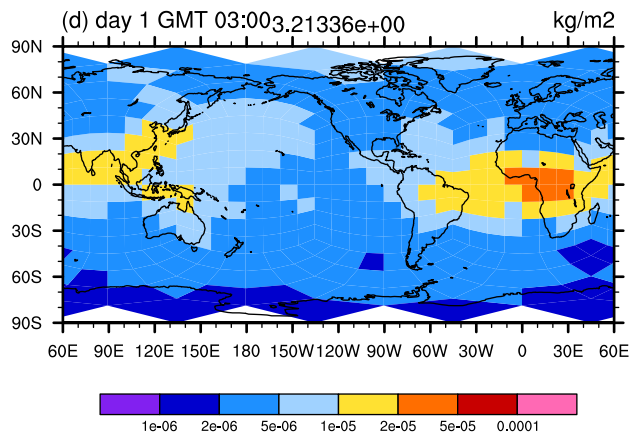 (d) day 1 GMT 03:00 3.21336e+00 kg/m2
90N
60N
30N
0
30S
60S
90S
60E 90E 120E 150E 180 150W 120W 90W 60W 30W 0 30E 60E
1e-06 2e-06 5e-06 1e-05 2e-05 5e-05 0.0001